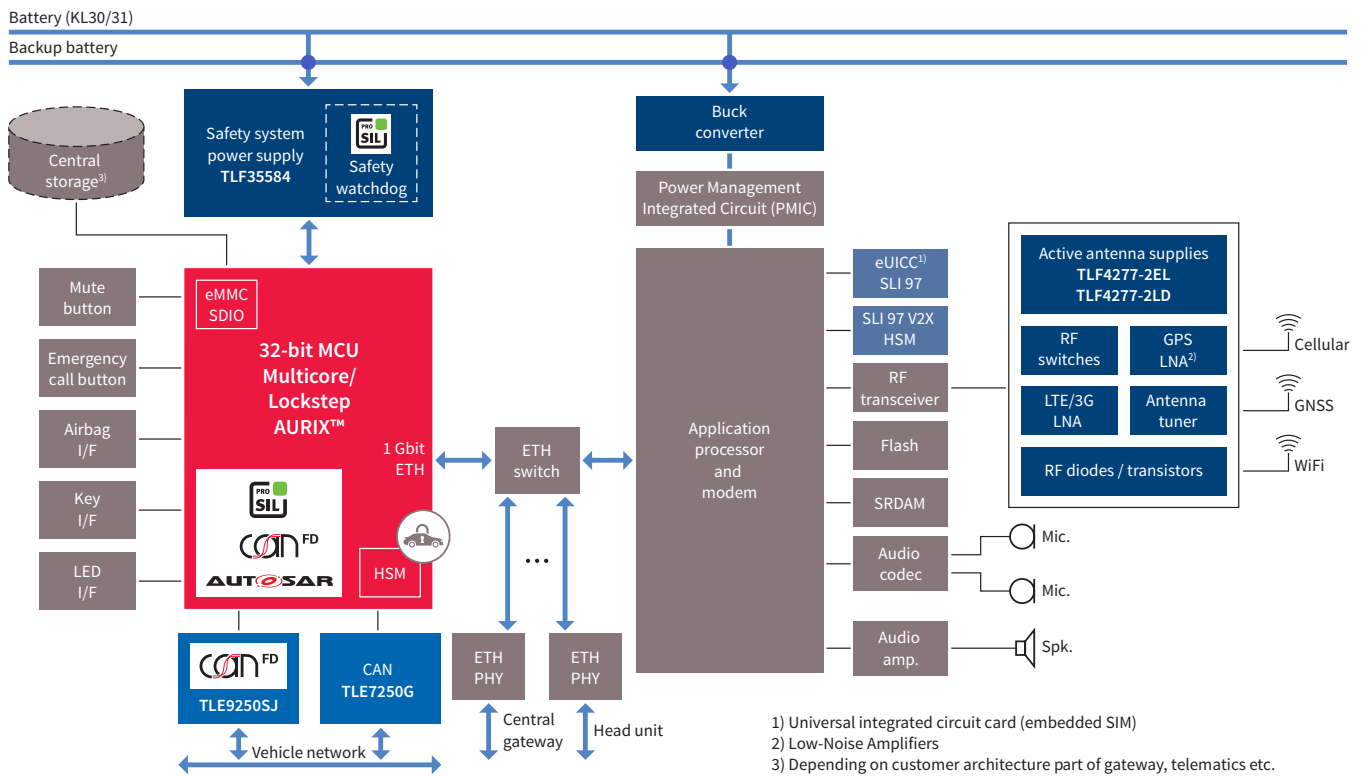 Battery (KL30/31)
Backup battery
Central
storage3)
Safety system
power supply
TLF35584
PRO
SIL
Safety
watchdog
Buck
converter
Power Management
Integrated Circuit (PMIC)
Mute
button
Emergency
call button
Airbag
I/F
Key
I/F
LED
I/F
eMMC
SDIO
32-bit MCU
Multicore/
Lockstep
AURIX™
1 Gbit
ETH
PRO
SIL
CAN FD
AUTOSAR
HSM
ETH
switch
...
Application
processor
and
modem
eUICC1)
SLI 97
SLI 97 V2X
HSM
RF
transceiver
Flash
SRDAM
Audio
codec
Audio
amp.
Active antenna supplies
TLF4277-2EL
TLF4277-2LD
RF
switches
GPS
LNA2)
LTE/3G
LNA
Antenna
tuner
RF diodes / transistors
Cellular
GNSS
WiFi
Mic.
Mic.
Spk.
CAN FD
TLE9250SJ
CAN
TLE7250G
ETH
PHY
ETH
PHY
Vehicle network
Central
gateway
Head unit
1) Universal integrated circuit card (embedded SIM)
2) Low-Noise Amplifiers
3) Depending on customer architecture part of gateway, telematics etc.